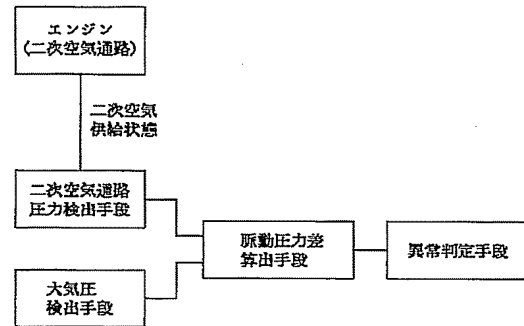 エンジン
(二次空気通路)
二次空気
供給状態
二次空気通路
圧力検出手段
脈動圧力差
算出手段
異常判定手段
大気圧
検出手段